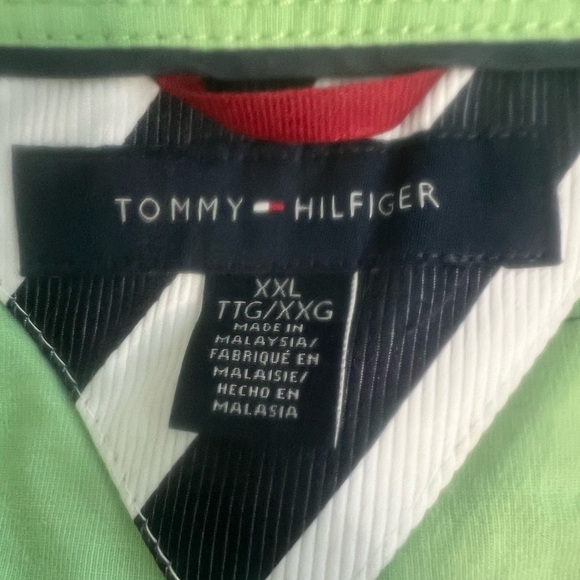 TOMMY HILFIGER
XXL
TTG/XXG
MADE IN
MALAYSIA/
FABRIQUÉ EN
MALAISIE/
HECHO EN
MALASIA